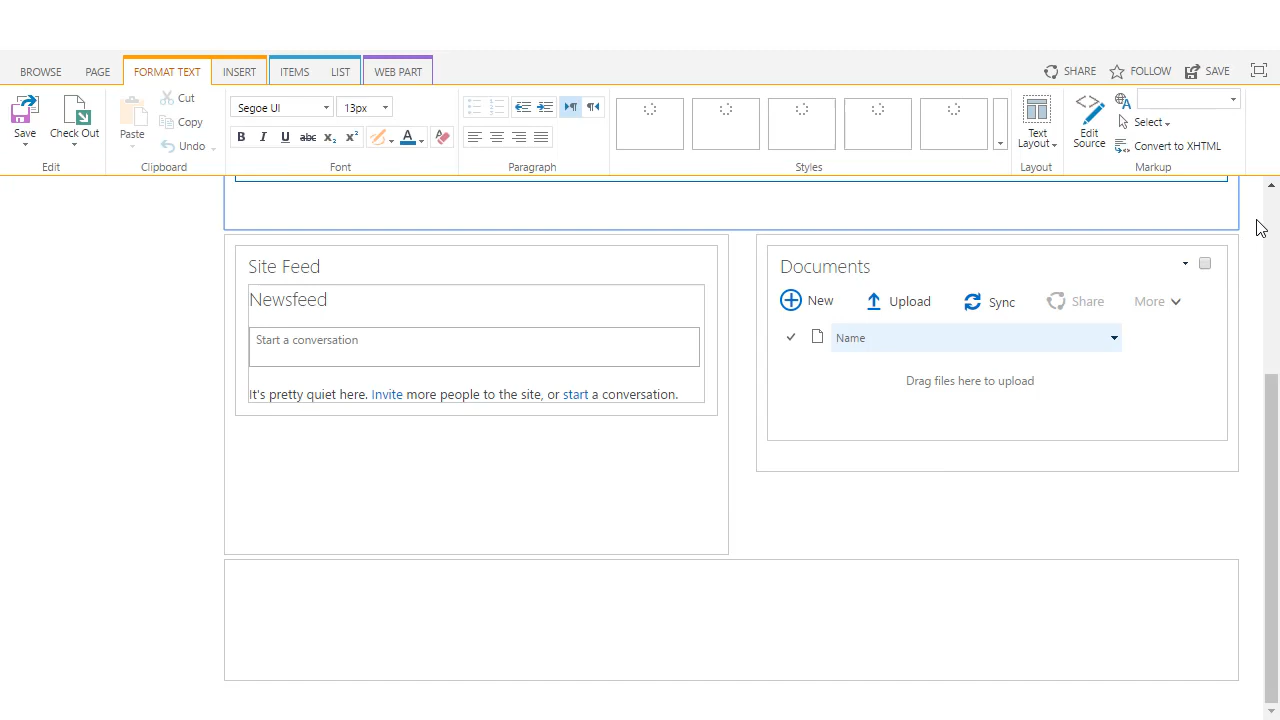 BROWSE PAGE FORMAT TEXT INSERT ITEMS LIST WEB PART SHARE FOLLOW SAVE
Save
Check Out
Paste
Cut
Copy
Undo
Segoe UI 13px
B I U abc x₂ x²
A
Text Layout
Edit Source
Select
Convert to XHTML
Edit Clipboard Font Paragraph Styles Layout Markup
Site Feed
Newsfeed
Start a conversation
It's pretty quiet here. Invite more people to the site, or start a conversation.
Documents
New Upload Sync Share More
Name
Drag files here to upload